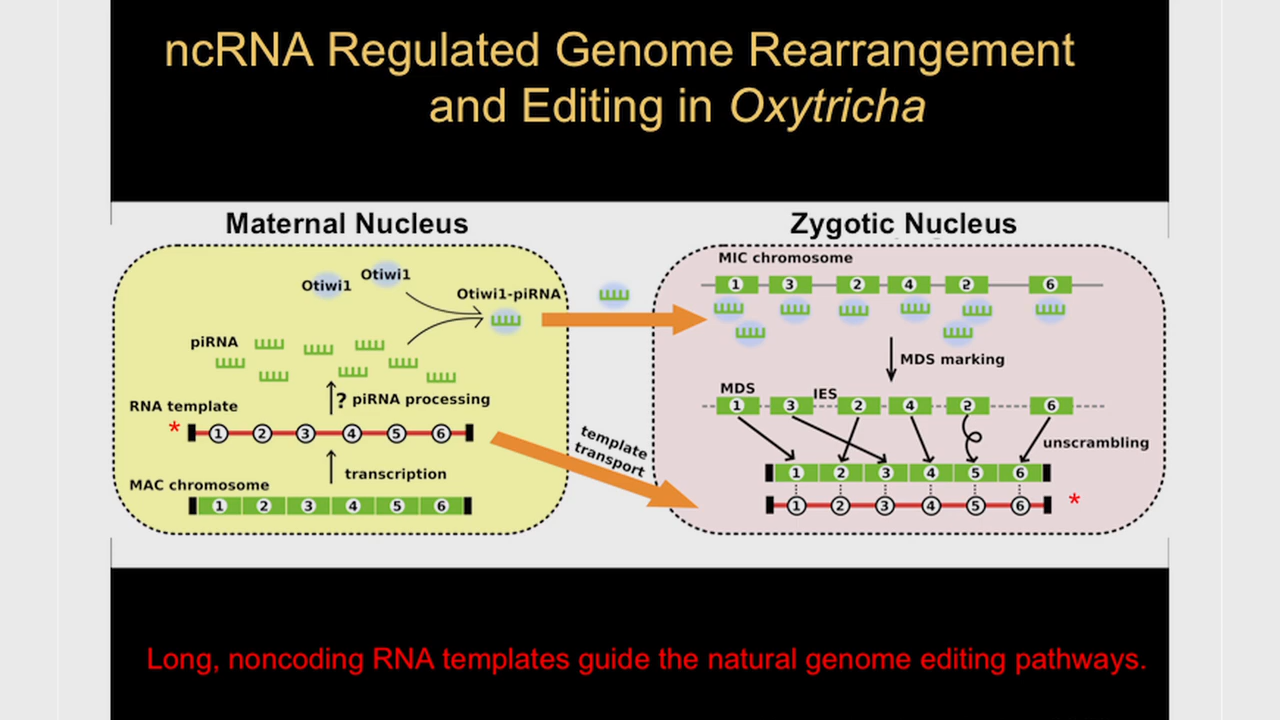 ncRNA Regulated Genome Rearrangement
and Editing in Oxytricha
Maternal Nucleus
Otiwi1
Otiwi1
Otiwi1-piRNA
piRNA
? piRNA processing
RNA template
*
1 2 3 4 5 6
transcription
MAC chromosome
1 2 3 4 5 6
template
transport
Zygotic Nucleus
MIC chromosome
1 3 2 4 5 6
MDS marking
MDS
IES
1 3 2 4 5 6
unscrambling
1 2 3 4 5 6
1 2 3 4 5 6
*
Long, noncoding RNA templates guide the natural genome editing pathways.